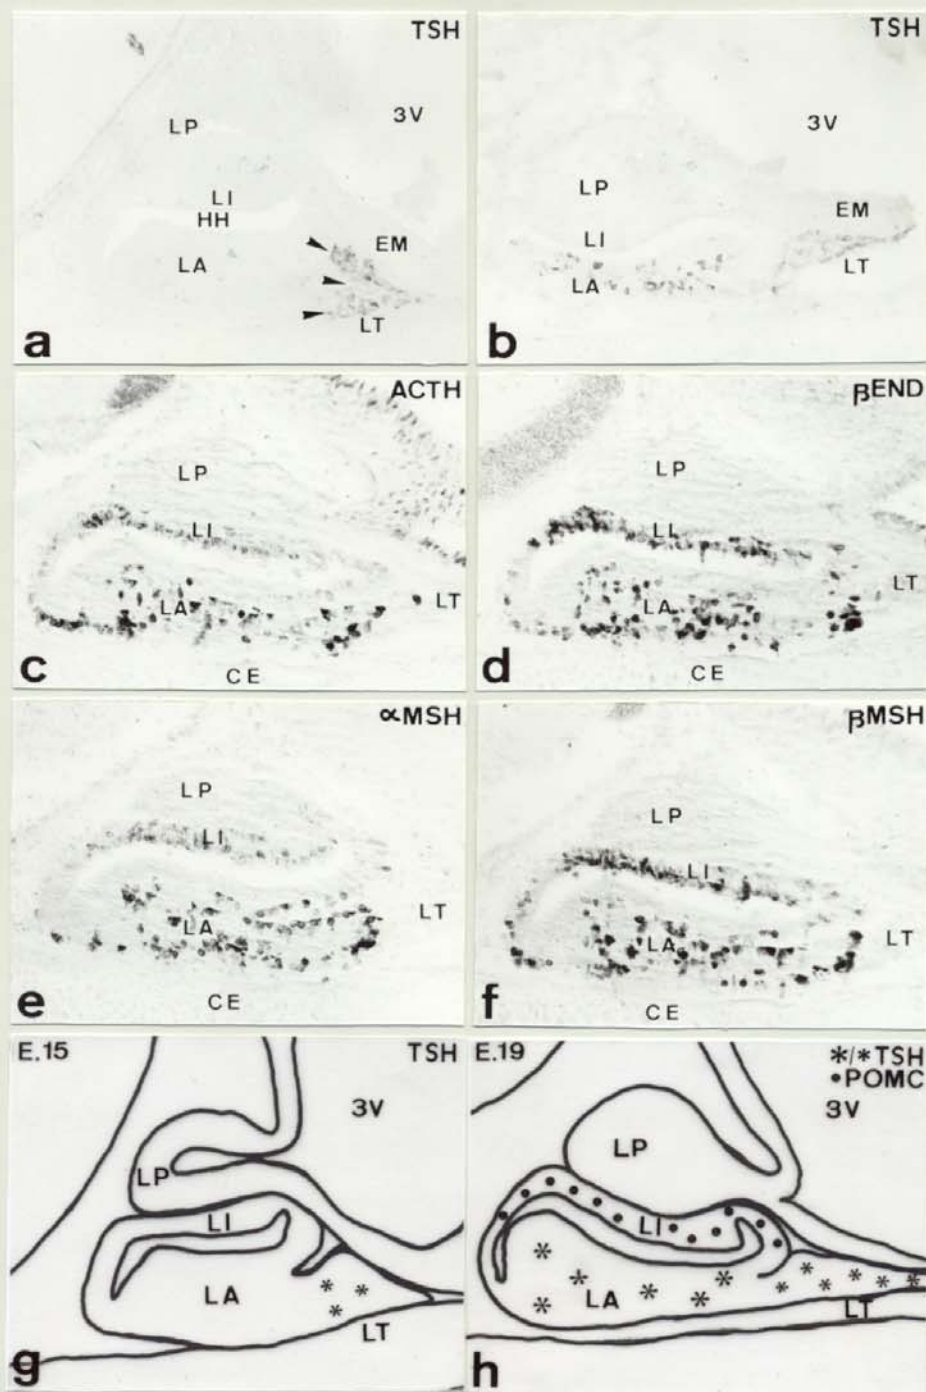 TSH
3V
LP
LI
HH
LA
EM
LT
a
TSH
3V
LP
LI
LA
EM
LT
b
ACTH
LP
LI
LA
LT
CE
c
βEND
LP
LI
LA
LT
CE
d
αMSH
LP
LI
LA
LT
CE
e
βMSH
LP
LI
LA
LT
CE
f
E.15
TSH
3V
LP
LI
LA
LT
g
E.19
*/* TSH
• POMC
3V
LP
LI
LA
LT
h